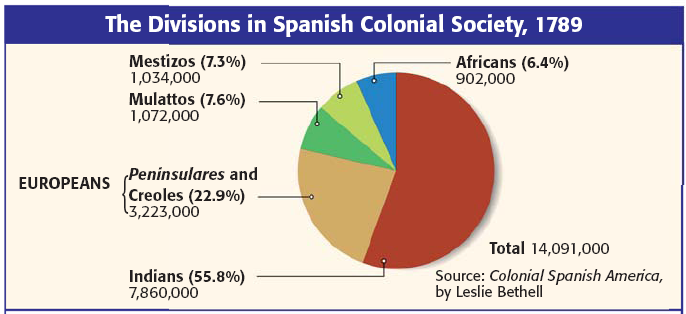 The Divisions in Spanish Colonial Society, 1789
Mestizos (7.3%)
1,034,000
Mulattos (7.6%)
1,072,000
EUROPEANS
Peninsulares and
Creoles (22.9%)
3,223,000
Indians (55.8%)
7,860,000
Africans (6.4%)
902,000
Total 14,091,000
Source: Colonial Spanish America,
by Leslie Bethell